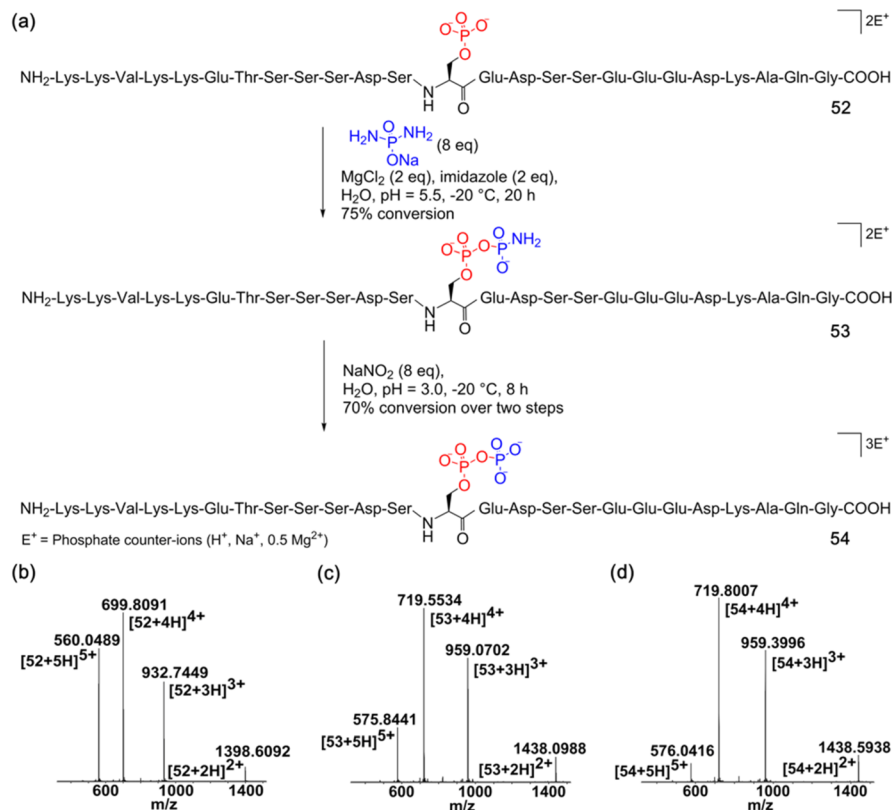 (a)
2E⁺
O⁻ O O⁻
P
O
NH₂-Lys-Lys-Val-Lys-Lys-Glu-Thr-Ser-Ser-Ser-Asp-Ser N H O Glu-Asp-Ser-Ser-Glu-Glu-Glu-Asp-Lys-Ala-Gln-Gly-COOH
52
O
H₂N P NH₂ (8 eq)
ONa
MgCl₂ (2 eq), imidazole (2 eq),
H₂O, pH = 5.5, -20 °C, 20 h
75% conversion
2E⁺
O O O NH₂
O⁻ P P
O O⁻
NH₂-Lys-Lys-Val-Lys-Lys-Glu-Thr-Ser-Ser-Ser-Asp-Ser N H O Glu-Asp-Ser-Ser-Glu-Glu-Glu-Asp-Lys-Ala-Gln-Gly-COOH
53
NaNO₂ (8 eq),
H₂O, pH = 3.0, -20 °C, 8 h
70% conversion over two steps
3E⁺
O O O O⁻
O⁻ P P
O O⁻
NH₂-Lys-Lys-Val-Lys-Lys-Glu-Thr-Ser-Ser-Ser-Asp-Ser N H O Glu-Asp-Ser-Ser-Glu-Glu-Glu-Asp-Lys-Ala-Gln-Gly-COOH
54
E⁺ = Phosphate counter-ions (H⁺, Na⁺, 0.5 Mg²⁺)
(b)
699.8091
[52+4H]⁴⁺
560.0489
[52+5H]⁵⁺
932.7449
[52+3H]³⁺
1398.6092
[52+2H]²⁺
600 1000 1400
m/z
(c)
719.5534
[53+4H]⁴⁺
959.0702
[53+3H]³⁺
575.8441
[53+5H]⁵⁺
1438.0988
[53+2H]²⁺
600 1000 1400
m/z
(d)
719.8007
[54+4H]⁴⁺
959.3996
[54+3H]³⁺
576.0416
[54+5H]⁵⁺
1438.5938
[54+2H]²⁺
600 1000 1400
m/z